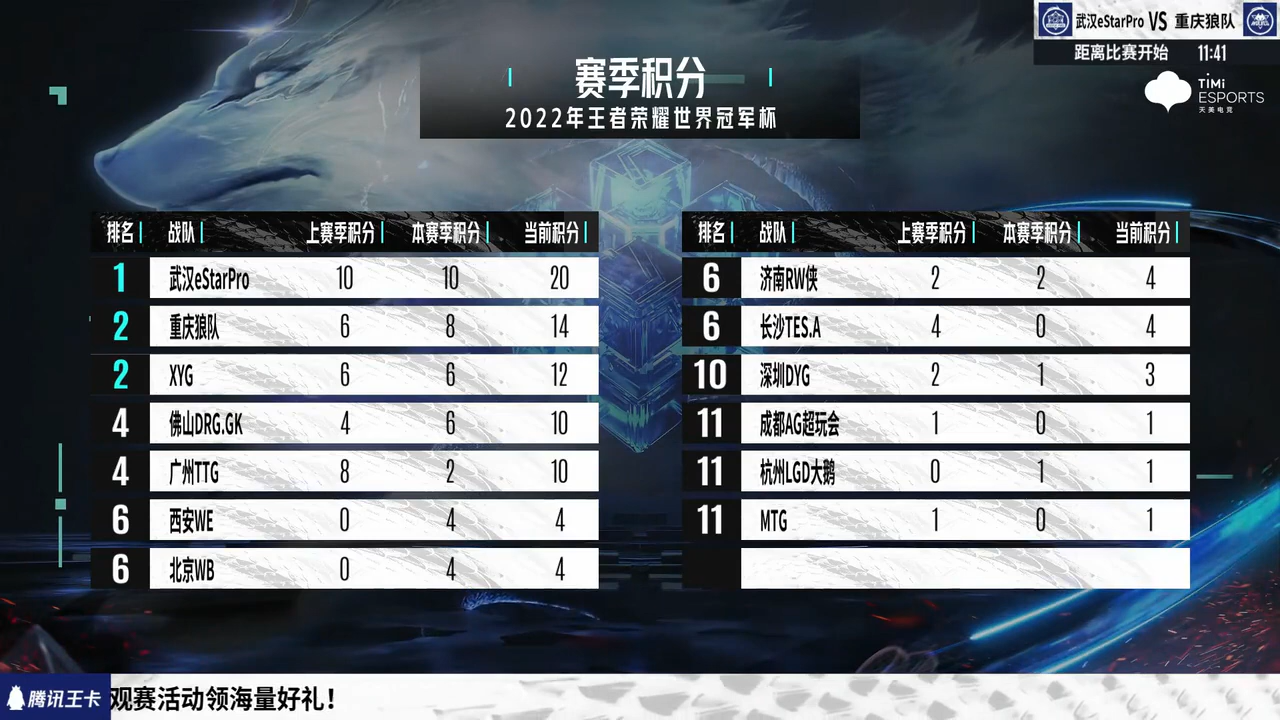 武汉eStarPro VS 重庆狼队
距离比赛开始 11:41
TiMi
ESPORTS
天美电竞
赛季积分
2022年王者荣耀世界冠军杯
排名 战队 上赛季积分 本赛季积分 当前积分
1 武汉eStarPro 10 10 20
2 重庆狼队 6 8 14
2 XYG 6 6 12
4 佛山DRG.GK 4 6 10
4 广州TTG 8 2 10
6 西安WE 0 4 4
6 北京WB 0 4 4
排名 战队 上赛季积分 本赛季积分 当前积分
6 济南RW侠 2 2 4
6 长沙TES.A 4 0 4
10 深圳DYG 2 1 3
11 成都AG超玩会 1 0 1
11 杭州LGD大鹅 0 1 1
11 MTG 1 0 1
腾讯王卡 观赛活动领海量好礼！